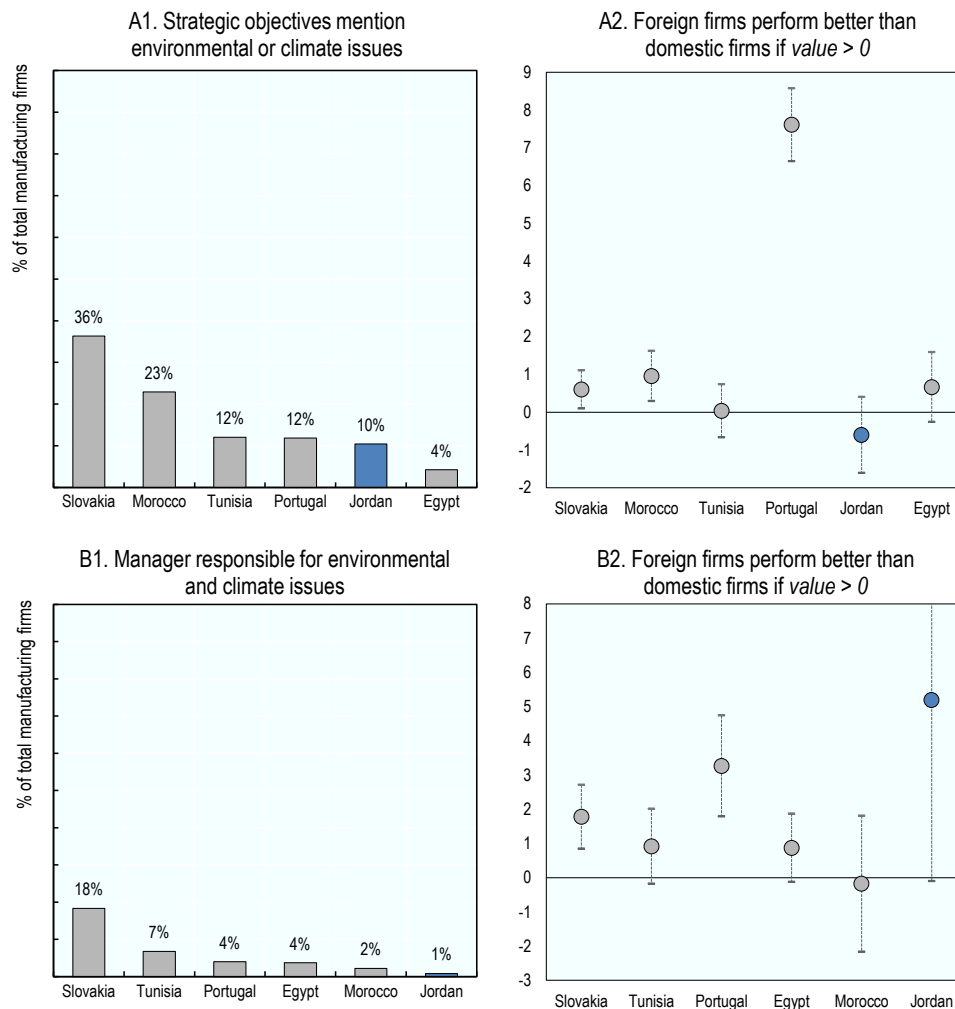 A1. Strategic objectives mention
environmental or climate issues
% of total manufacturing firms
36%
23%
12%
12%
10%
4%
Slovakia Morocco Tunisia Portugal Jordan Egypt
A2. Foreign firms perform better than
domestic firms if value > 0
9
8
7
6
5
4
3
2
1
0
-1
-2
Slovakia Morocco Tunisia Portugal Jordan Egypt
B1. Manager responsible for environmental
and climate issues
% of total manufacturing firms
18%
7%
4%
4%
2%
1%
Slovakia Tunisia Portugal Egypt Morocco Jordan
B2. Foreign firms perform better than
domestic firms if value > 0
8
7
6
5
4
3
2
1
0
-1
-2
-3
Slovakia Tunisia Portugal Egypt Morocco Jordan